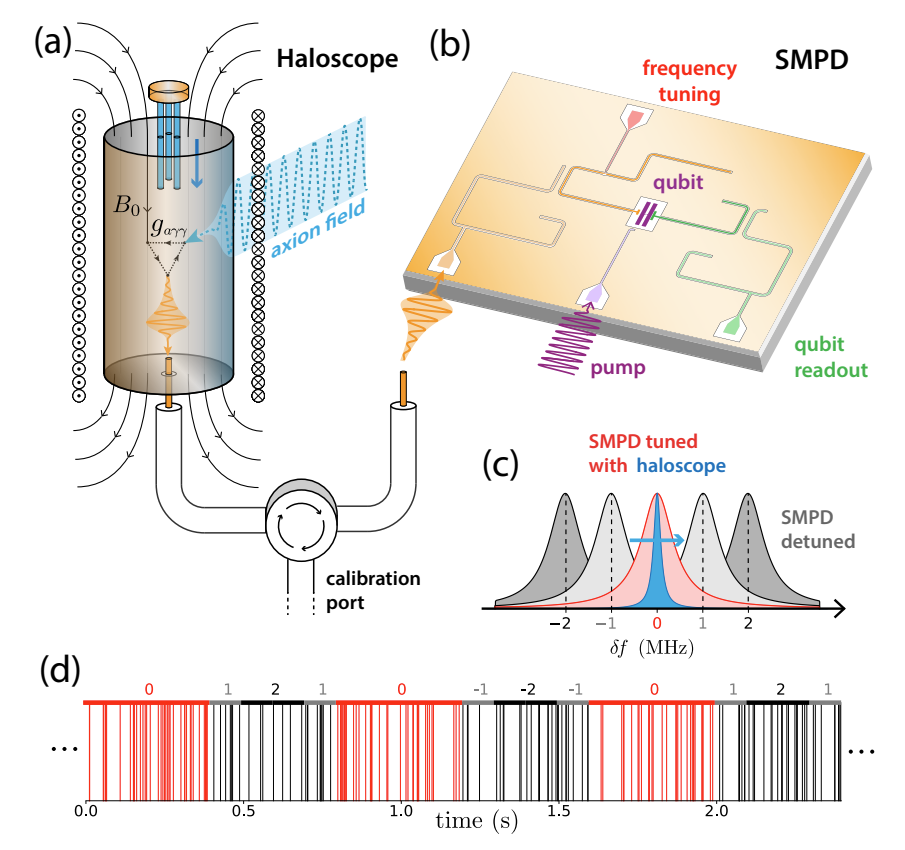 (a)
Haloscope
B₀
g_{aγγ}
axion field
calibration
port
(b)
SMPD
frequency
tuning
qubit
pump
qubit
readout
(c)
SMPD tuned
with haloscope
SMPD
detuned
−2 −1 0 1 2
δf (MHz)
(d)
0 1 2 1 0 -1 -2 -1 0 1 2 1
... ...
0.0 0.5 1.0 1.5 2.0
time (s)